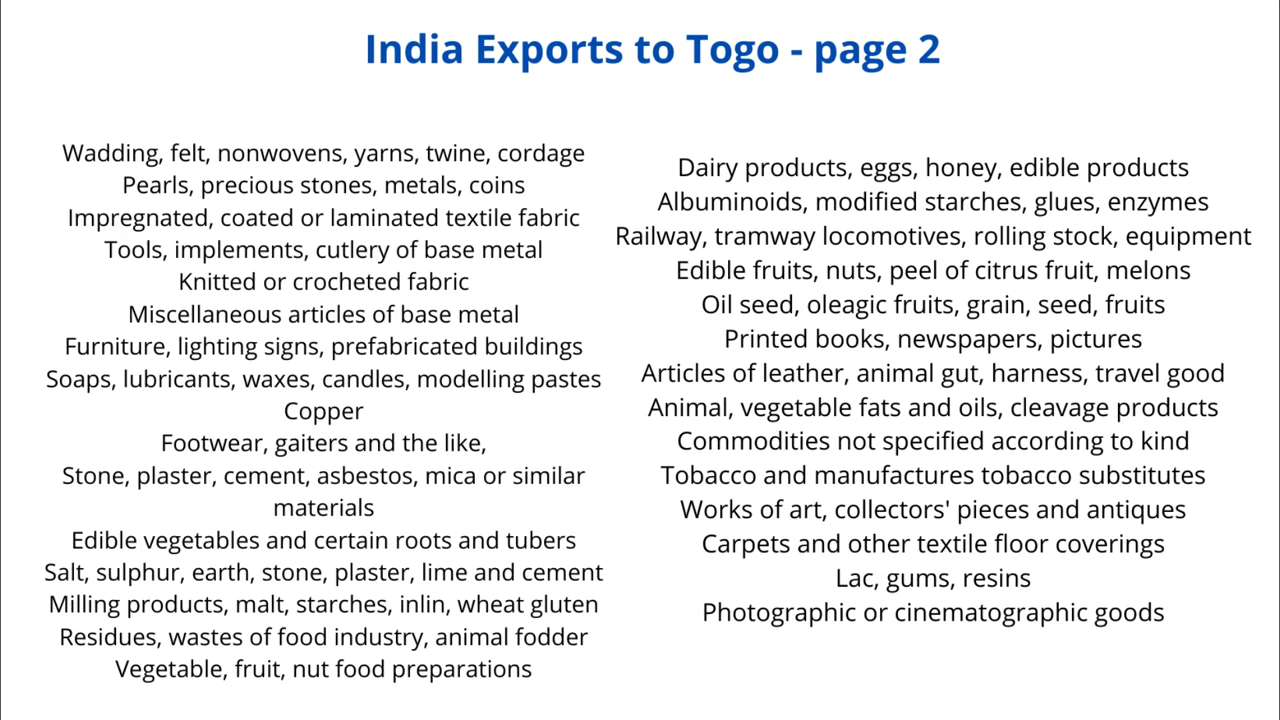 India Exports to Togo - page 2
Wadding, felt, nonwovens, yarns, twine, cordage
Pearls, precious stones, metals, coins
Impregnated, coated or laminated textile fabric
Tools, implements, cutlery of base metal
Knitted or crocheted fabric
Miscellaneous articles of base metal
Furniture, lighting signs, prefabricated buildings
Soaps, lubricants, waxes, candles, modelling pastes
Copper
Footwear, gaiters and the like,
Stone, plaster, cement, asbestos, mica or similar
materials
Edible vegetables and certain roots and tubers
Salt, sulphur, earth, stone, plaster, lime and cement
Milling products, malt, starches, inlin, wheat gluten
Residues, wastes of food industry, animal fodder
Vegetable, fruit, nut food preparations
Dairy products, eggs, honey, edible products
Albuminoids, modified starches, glues, enzymes
Railway, tramway locomotives, rolling stock, equipment
Edible fruits, nuts, peel of citrus fruit, melons
Oil seed, oleagic fruits, grain, seed, fruits
Printed books, newspapers, pictures
Articles of leather, animal gut, harness, travel good
Animal, vegetable fats and oils, cleavage products
Commodities not specified according to kind
Tobacco and manufactures tobacco substitutes
Works of art, collectors' pieces and antiques
Carpets and other textile floor coverings
Lac, gums, resins
Photographic or cinematographic goods